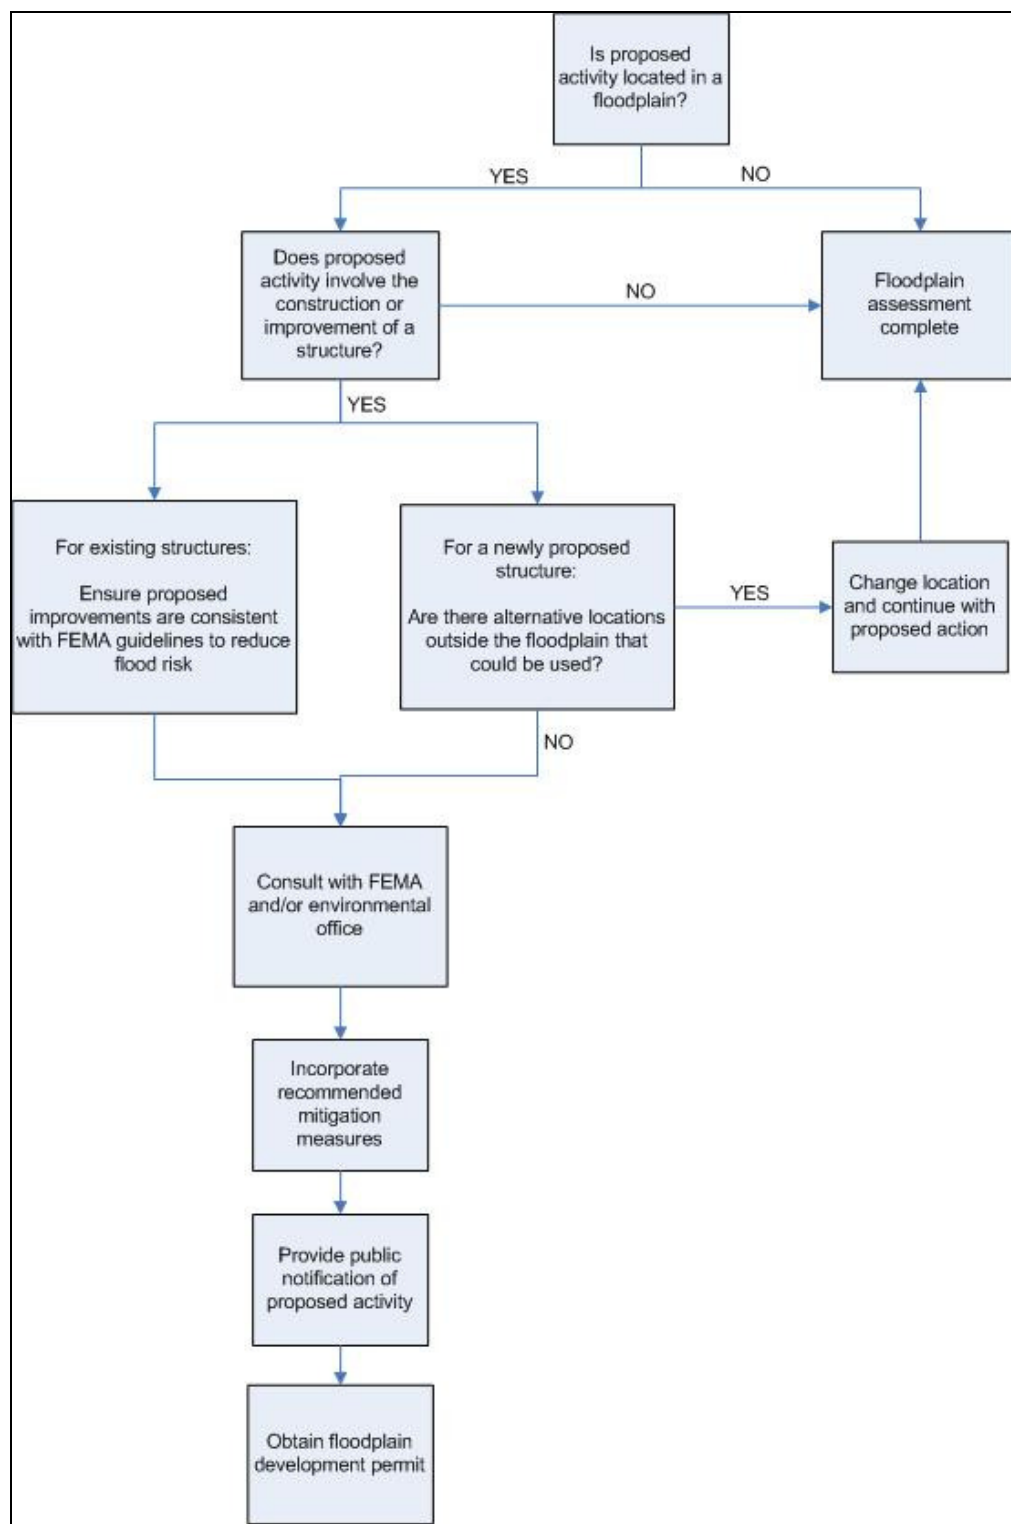 Is proposed
activity located in a
floodplain?
YES
NO
Does proposed
activity involve the
construction or
improvement of a
structure?
NO
Floodplain
assessment
complete
YES
For existing structures:
Ensure proposed
improvements are consistent
with FEMA guidelines to reduce
flood risk
For a newly proposed
structure:
Are there alternative locations
outside the floodplain that
could be used?
YES
Change location
and continue with
proposed action
NO
Consult with FEMA
and/or environmental
office
Incorporate
recommended
mitigation
measures
Provide public
notification of
proposed activity
Obtain floodplain
development permit